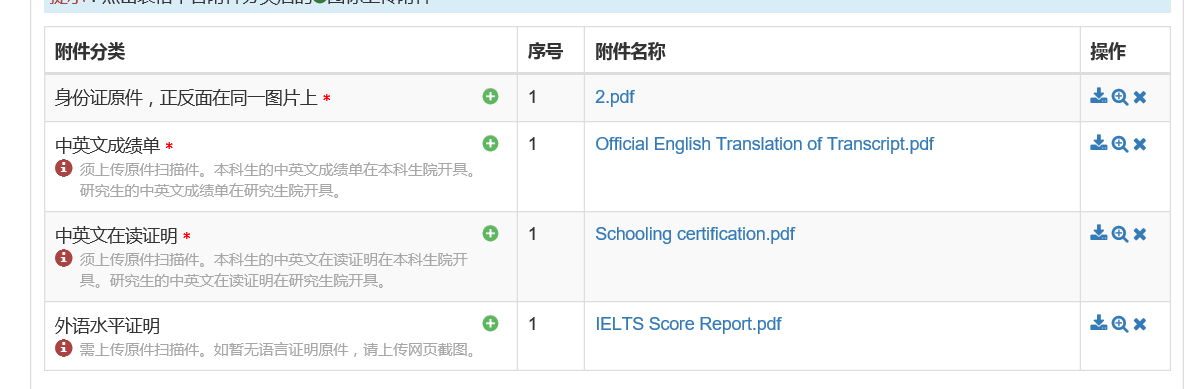 附件分类 序号 附件名称 操作
身份证原件，正反面在同一图片上 * 1 2.pdf
中英文成绩单 * 1 Official English Translation of Transcript.pdf
须上传原件扫描件。本科生的中英文成绩单在本科生院开具。
研究生的中英文成绩单在研究生院开具。
中英文在读证明 * 1 Schooling certification.pdf
须上传原件扫描件。本科生的中英文在读证明在本科生院开
具。研究生的中英文在读证明在研究生院开具。
外语水平证明 1 IELTS Score Report.pdf
需上传原件扫描件。如暂无语言证明原件，请上传网页截图。